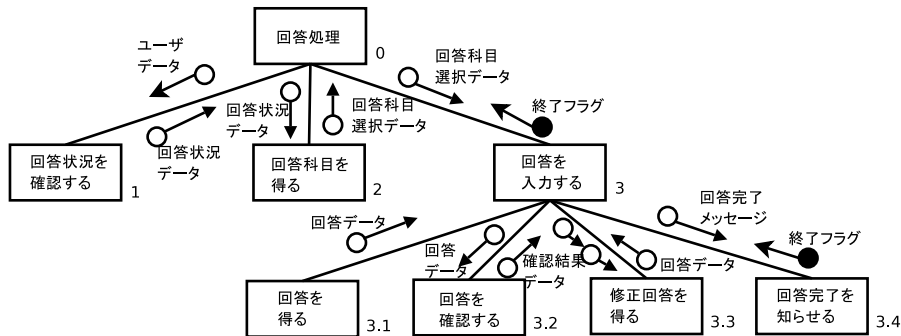 回答処理
0
ユーザ
データ
回答科目
選択データ
回答状況
データ
回答科目
選択データ
終了フラグ
回答状況
データ
回答状況を
確認する
1
回答科目を
得る
2
回答を
入力する
3
回答完了
メッセージ
回答データ
終了フラグ
回答
データ
確認結果
データ
回答データ
回答を
得る
3.1
回答を
確認する
3.2
修正回答を
得る
3.3
回答完了を
知らせる
3.4